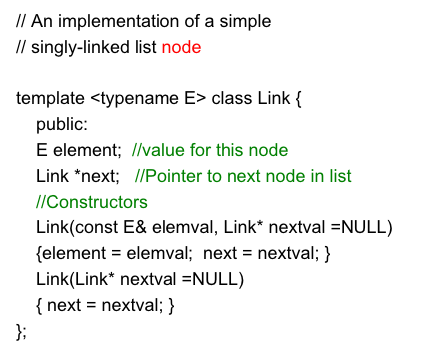 // An implementation of a simple
// singly-linked list node
template <typename E> class Link {
public:
E element;  //value for this node
Link *next;   //Pointer to next node in list
//Constructors
Link(const E& elemval, Link* nextval =NULL)
{element = elemval;  next = nextval; }
Link(Link* nextval =NULL)
{ next = nextval; }
};